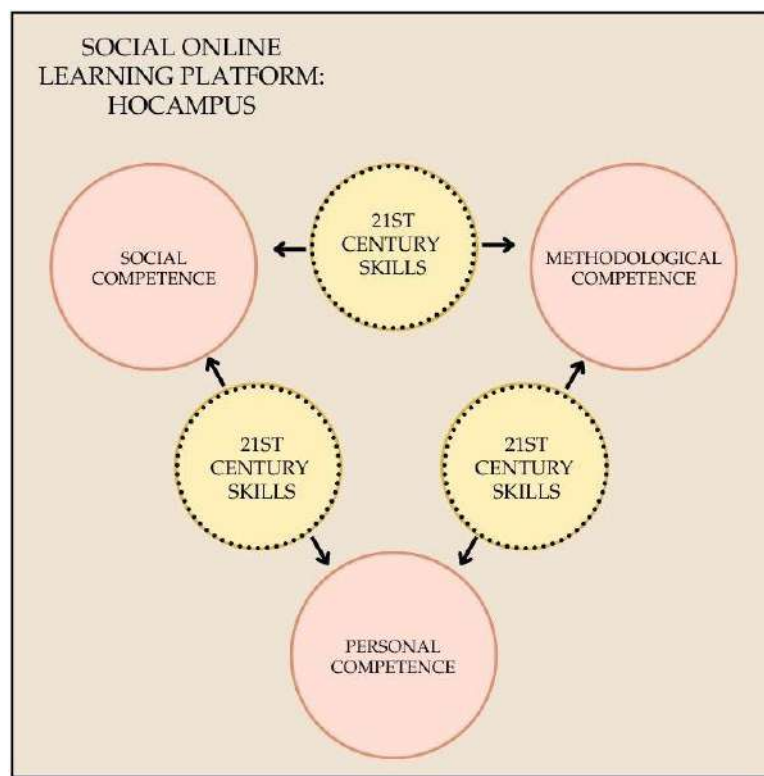 SOCIAL ONLINE
LEARNING PLATFORM:
HOCAMPUS
21ST
CENTURY
SKILLS
SOCIAL
COMPETENCE
METHODOLOGICAL
COMPETENCE
21ST
CENTURY
SKILLS
21ST
CENTURY
SKILLS
PERSONAL
COMPETENCE